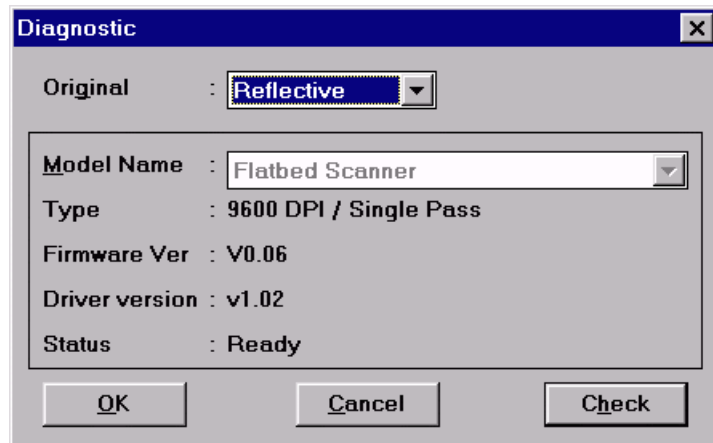 Diagnostic
Original : Reflective
Model Name : Flatbed Scanner
Type : 9600 DPI / Single Pass
Firmware Ver : V0.06
Driver version : v1.02
Status : Ready
OK Cancel Check